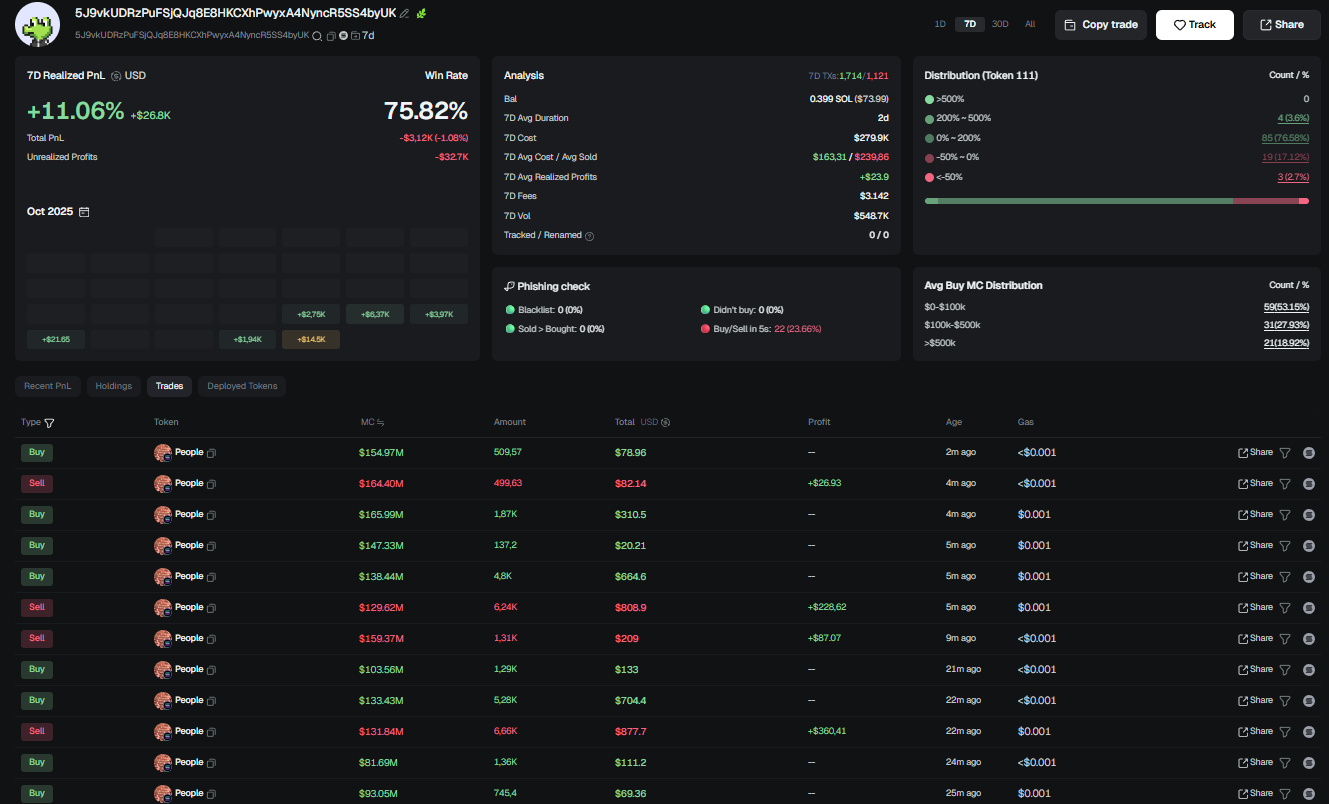 5J9vkUDRzPuFSjQJq8E8HKCXhPwyxA4NyncR5SS4byUK
5J9vkUDRzPuFSjQJq8E8HKCXhPwyxA4NyncR5SS4byUK 7d
1D 7D 30D All Copy trade Track Share
7D Realized PnL USD Win Rate
+11.06% +$26.8K 75.82%
Total PnL -$3,12K (-1.08%)
Unrealized Profits -$32.7K
Oct 2025
+$2,75K +$6,37K +$3,97K
+$21.65 +$1,94K +$14.5K
Analysis 7D TXs:1,714/1,121
Bal 0.399 SOL ($73.99)
7D Avg Duration 2d
7D Cost $279.9K
7D Avg Cost / Avg Sold $163,31 / $239,86
7D Avg Realized Profits +$23.9
7D Fees $3.142
7D Vol $548.7K
Tracked / Renamed 0 / 0
Phishing check
Blacklist: 0 (0%) Didn't buy: 0 (0%)
Sold > Bought: 0 (0%) Buy/Sell in 5s: 22 (23.66%)
Distribution (Token 111) Count / %
>500% 0
200% ~ 500% 4 (3.6%)
0% ~ 200% 85 (76.58%)
-50% ~ 0% 19 (17.12%)
<-50% 3 (2.7%)
Avg Buy MC Distribution Count / %
$0-$100k 59(53.15%)
$100k-$500k 31(27.93%)
>$500k 21(18.92%)
Recent PnL Holdings Trades Deployed Tokens
Type Token MC Amount Total USD Profit Age Gas
Buy People $154.97M 509,57 $78.96 -- 2m ago <$0.001 Share
Sell People $164.40M 499,63 $82.14 +$26.93 4m ago <$0.001 Share
Buy People $165.99M 1,87K $310.5 -- 4m ago $0.001 Share
Buy People $147.33M 137,2 $20.21 -- 5m ago $0.001 Share
Buy People $138.44M 4,8K $664.6 -- 5m ago $0.001 Share
Sell People $129.62M 6,24K $808.9 +$228,62 5m ago $0.001 Share
Sell People $159.37M 1,31K $209 +$87.07 9m ago <$0.001 Share
Buy People $103.56M 1,29K $133 -- 21m ago <$0.001 Share
Buy People $133.43M 5,28K $704.4 -- 22m ago $0.001 Share
Sell People $131.84M 6,66K $877.7 +$360,41 22m ago $0.001 Share
Buy People $81.69M 1,36K $111.2 -- 24m ago <$0.001 Share
Buy People $93.05M 745,4 $69.36 -- 25m ago $0.001 Share